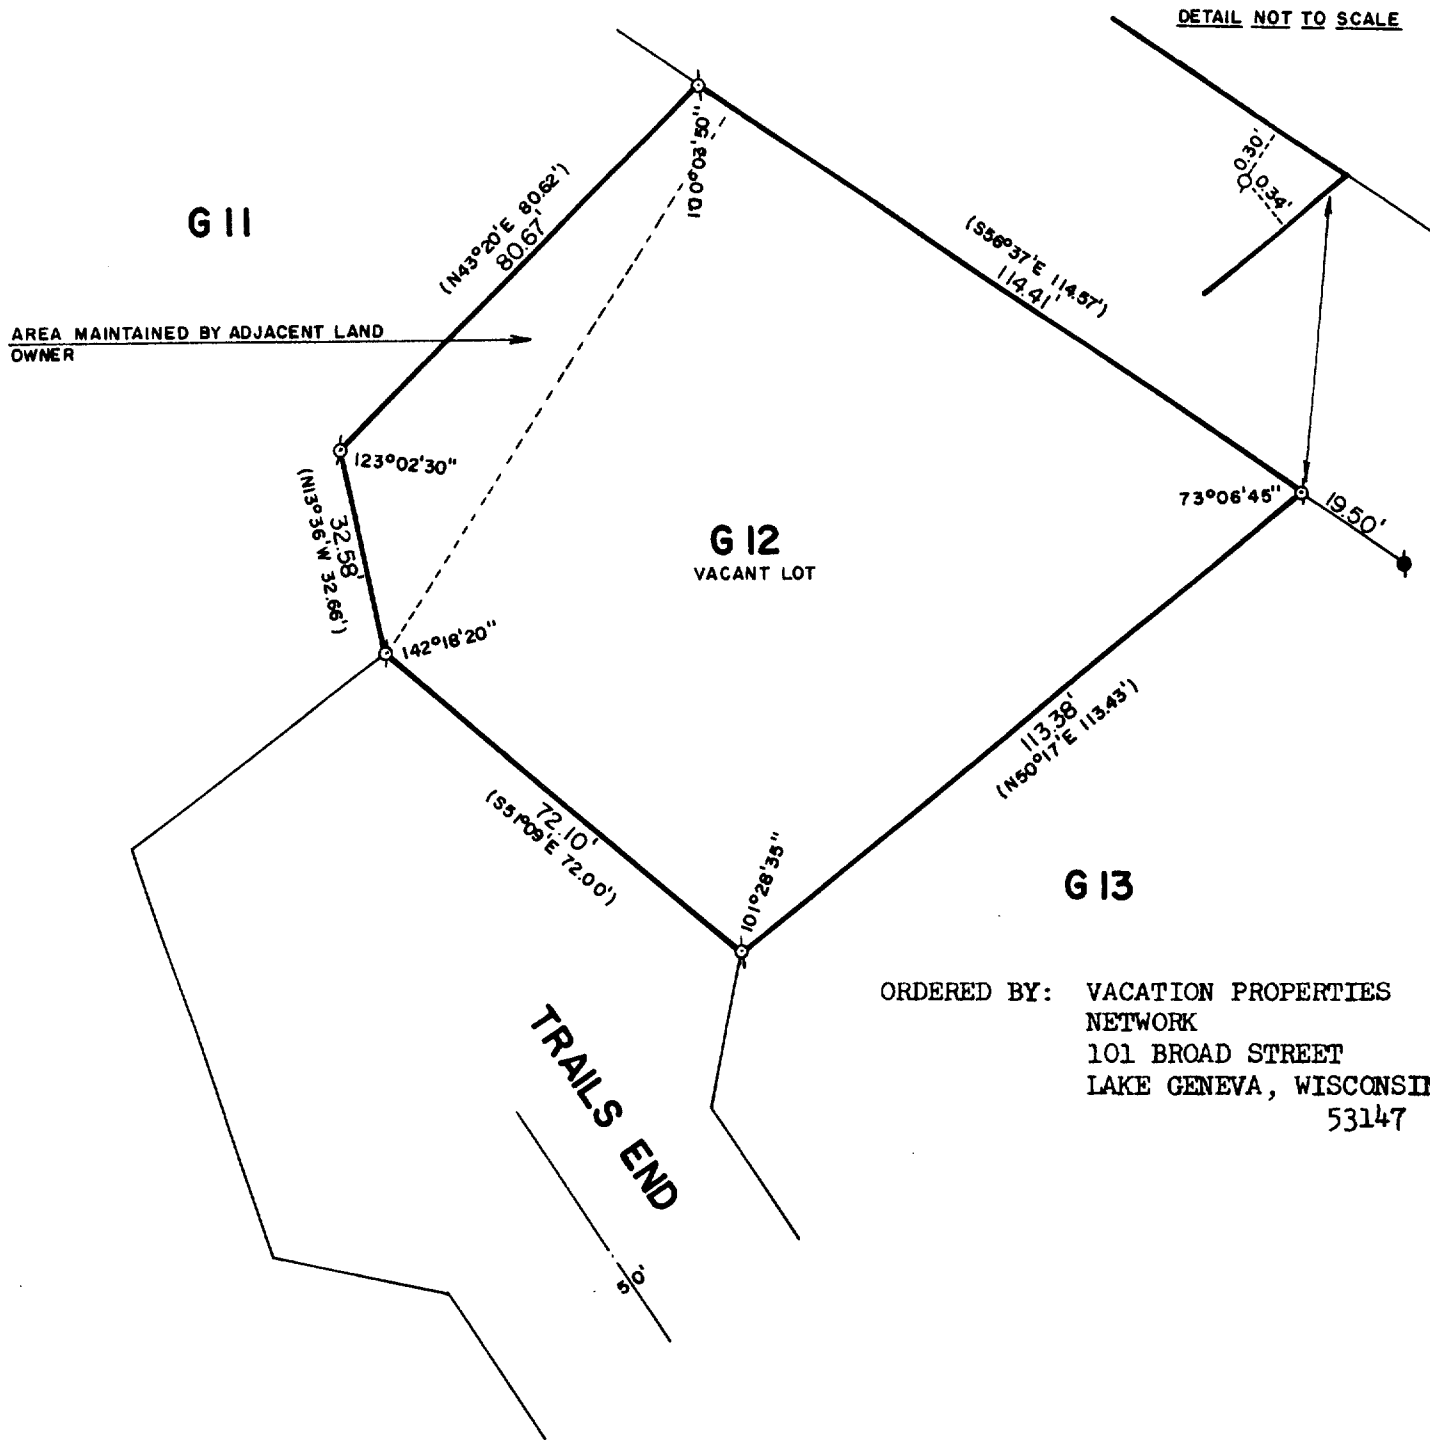 DETAIL NOT TO SCALE
0.30'
0.34'
G 11
(N43°20'E 80.62')
80.67'
(S56°37'E 114.57')
114.41'
AREA MAINTAINED BY ADJACENT LAND
OWNER
123°02'30"
(N13°36'W 32.66')
32.58'
73°06'45"
19.50'
G 12
VACANT LOT
142°18'20"
113.38'
(N50°17'E 113.43')
72.10'
(S51°09'E 72.00')
101°28'35"
G 13
ORDERED BY: VACATION PROPERTIES
NETWORK
101 BROAD STREET
LAKE GENEVA, WISCONSIN
53147
TRAILS END
50'